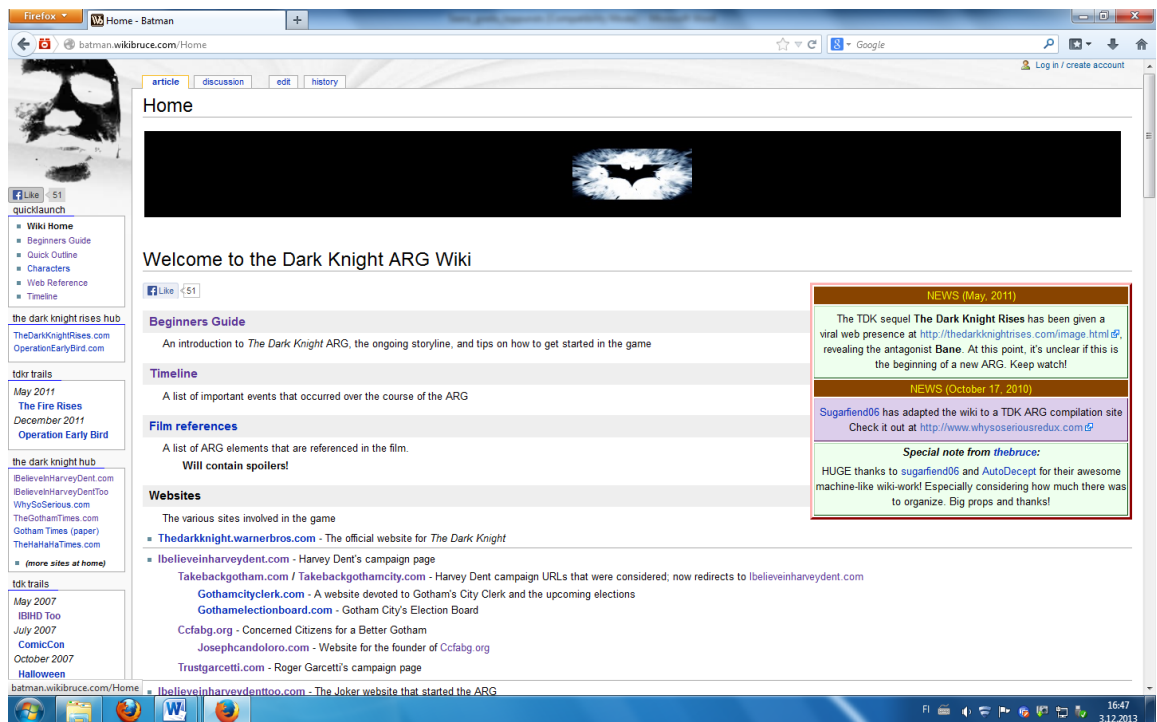 Firefox
Home - Batman
batman.wikibruce.com/Home
Google
Log in / create account
article discussion edit history
Home
Like 51
quicklaunch
Wiki Home
Beginners Guide
Quick Outline
Characters
Web Reference
Timeline
the dark knight rises hub
TheDarkKnightRises.com
OperationEarlyBird.com
tdkr trails
May 2011
The Fire Rises
December 2011
Operation Early Bird
the dark knight hub
IBelieveInHarveyDent.com
IBelieveInHarveyDentToo
WhySoSerious.com
TheGothamTimes.com
Gotham Times (paper)
TheHaHaHaTimes.com
(more sites at home)
tdk trails
May 2007
IBIHD Too
July 2007
ComicCon
October 2007
Halloween
batman.wikibruce.com/Home
Welcome to the Dark Knight ARG Wiki
Like 51
Beginners Guide
An introduction to The Dark Knight ARG, the ongoing storyline, and tips on how to get started in the game
Timeline
A list of important events that occurred over the course of the ARG
Film references
A list of ARG elements that are referenced in the film.
Will contain spoilers!
Websites
The various sites involved in the game
Thedarkknight.warnerbros.com - The official website for The Dark Knight
Ibelieveinharveydent.com - Harvey Dent's campaign page
Takebackgotham.com / Takebackgothamcity.com - Harvey Dent campaign URLs that were considered; now redirects to Ibelieveinharveydent.com
Gothamcityclerk.com - A website devoted to Gotham's City Clerk and the upcoming elections
Gothamelectionboard.com - Gotham City's Election Board
Ccfabg.org - Concerned Citizens for a Better Gotham
Josephcandoloro.com - Website for the founder of Ccfabg.org
Trustgarcetti.com - Roger Garcetti's campaign page
Ibelieveinharveydenttoo.com - The Joker website that started the ARG
NEWS (May, 2011)
The TDK sequel The Dark Knight Rises has been given a
viral web presence at http://thedarkknightrises.com/image.html,
revealing the antagonist Bane. At this point, it's unclear if this is
the beginning of a new ARG. Keep watch!
NEWS (October 17, 2010)
Sugarfiend06 has adapted the wiki to a TDK ARG compilation site
Check it out at http://www.whysoseriousredux.com
Special note from thebruce:
HUGE thanks to sugarfiend06 and AutoDecept for their awesome
machine-like wiki-work! Especially considering how much there was
to organize. Big props and thanks!
FI
16:47
3.12.2013